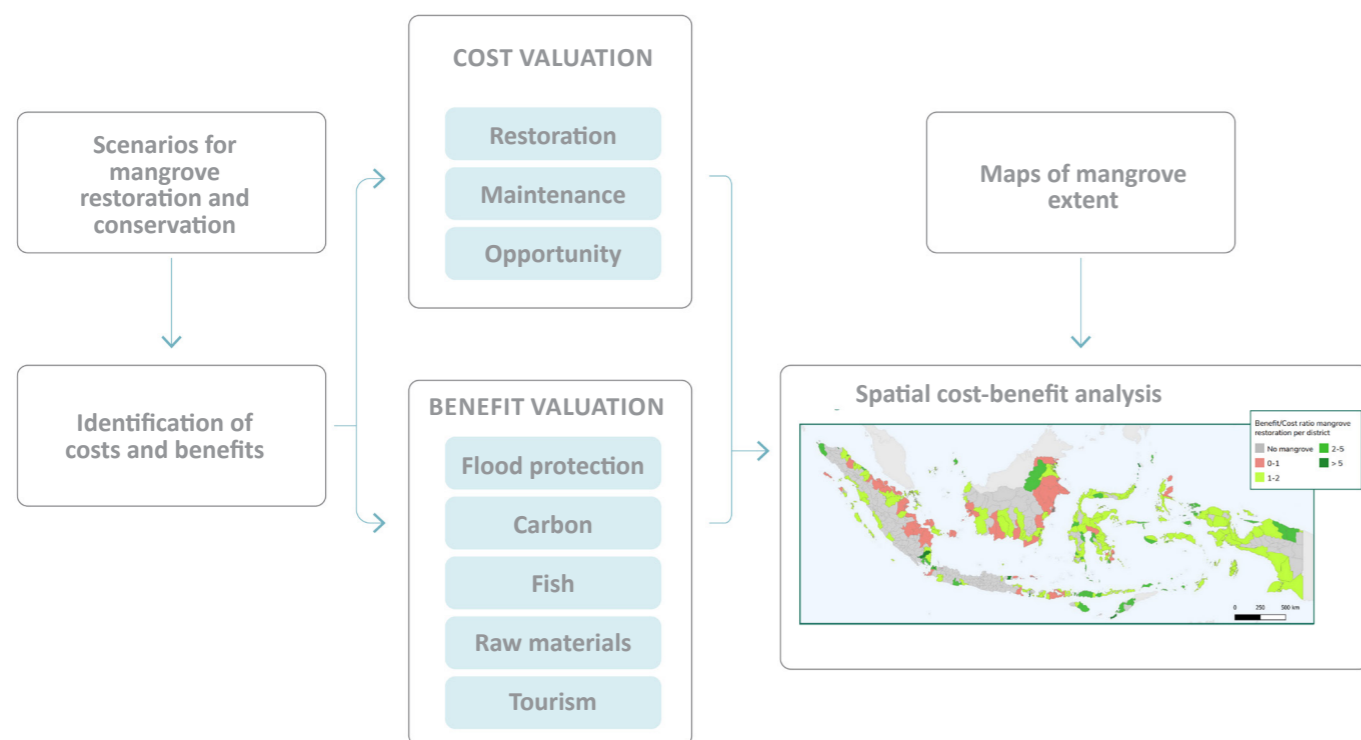 Scenarios for
mangrove
restoration and
conservation
Identification of
costs and benefits
COST VALUATION
Restoration
Maintenance
Opportunity
BENEFIT VALUATION
Flood protection
Carbon
Fish
Raw materials
Tourism
Maps of mangrove
extent
Spatial cost-benefit analysis
Benefit/Cost ratio mangrove
restoration per district
No mangrove
0-1
1-2
2-5
> 5
0 250 500 km